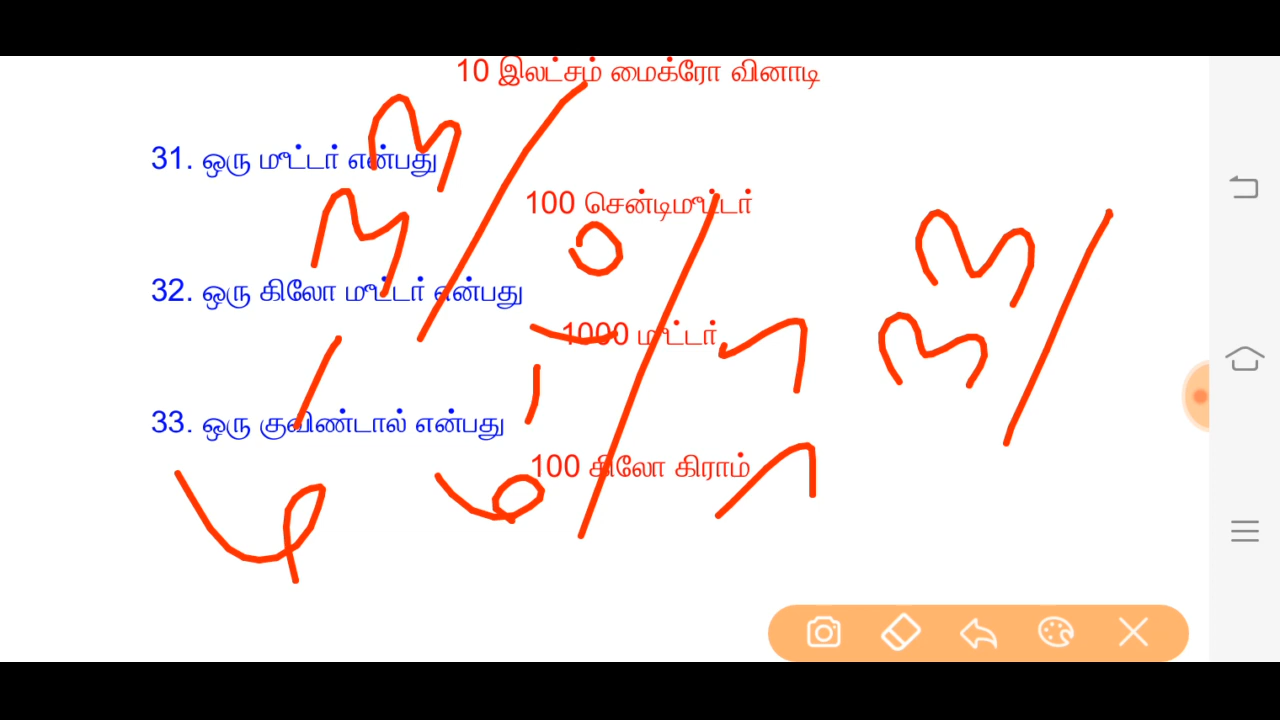 10 இலட்சம் மைக்ரோ வினாடி
31. ஒரு மீட்டர் என்பது
100 சென்டிமீட்டர்
32. ஒரு கிலோ மீட்டர் என்பது
1000 மீட்டர்
33. ஒரு குவிண்டால் என்பது
100 கிலோ கிராம்